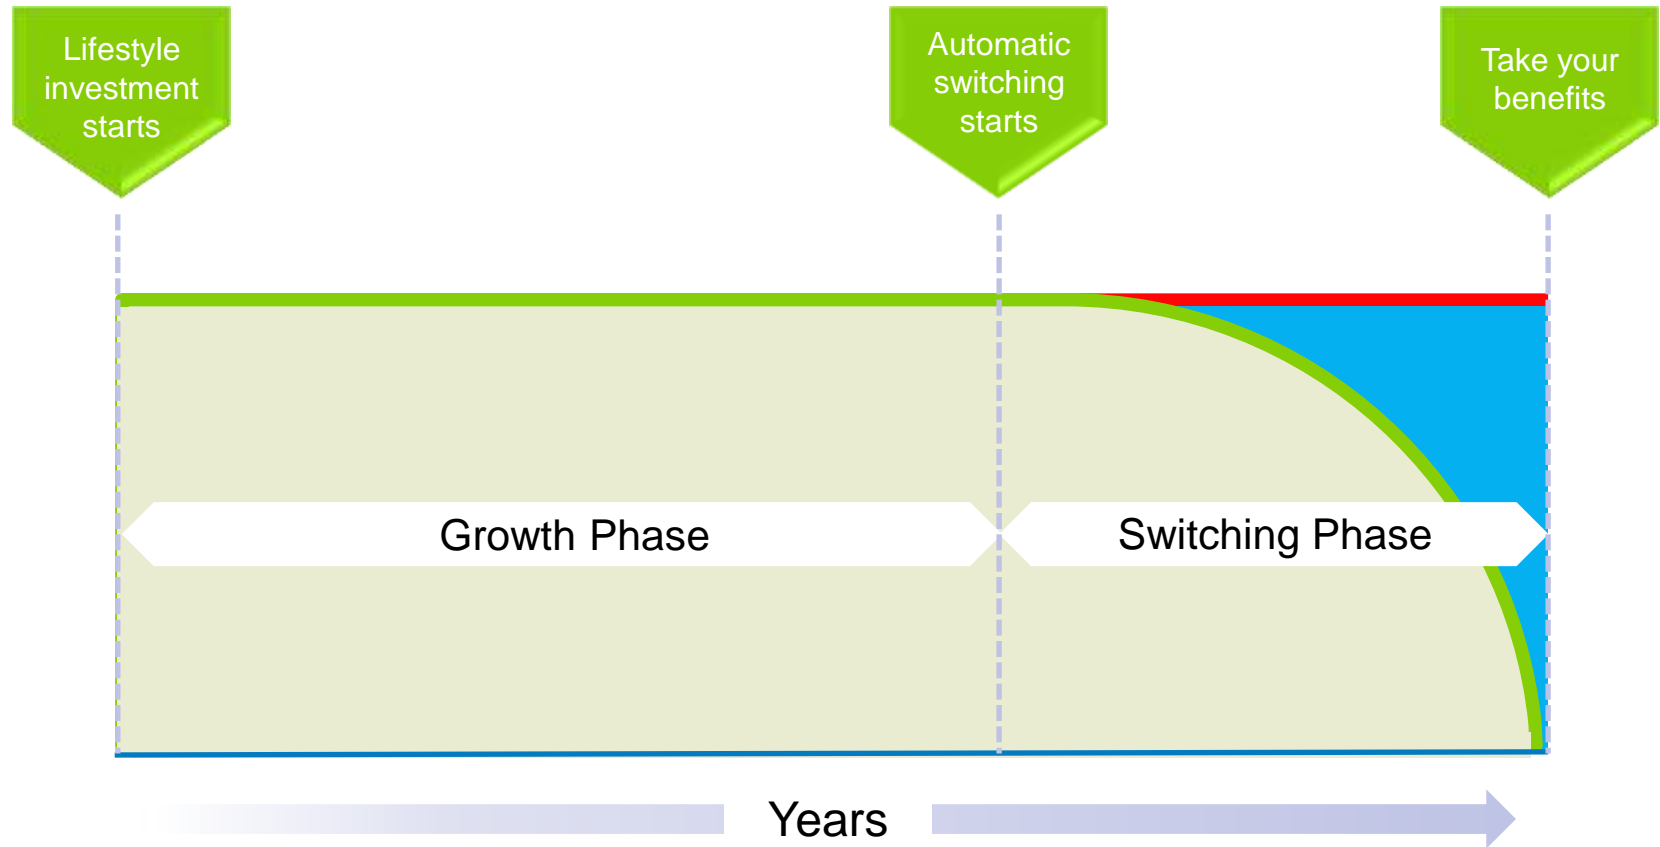 Lifestyle
investment
starts
Automatic
switching
starts
Take your
benefits
Growth Phase
Switching Phase
Years